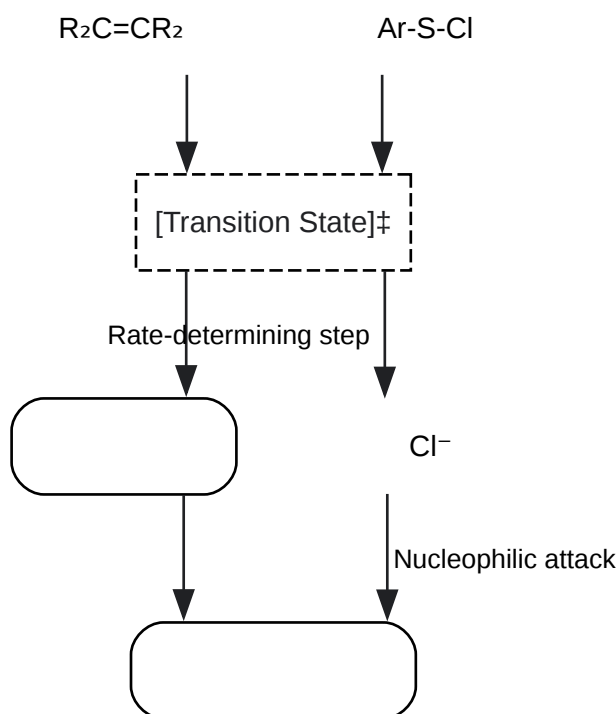 R₂C=CR₂
Ar-S-Cl
[Transition State]‡
Rate-determining step
Cl⁻
Nucleophilic attack